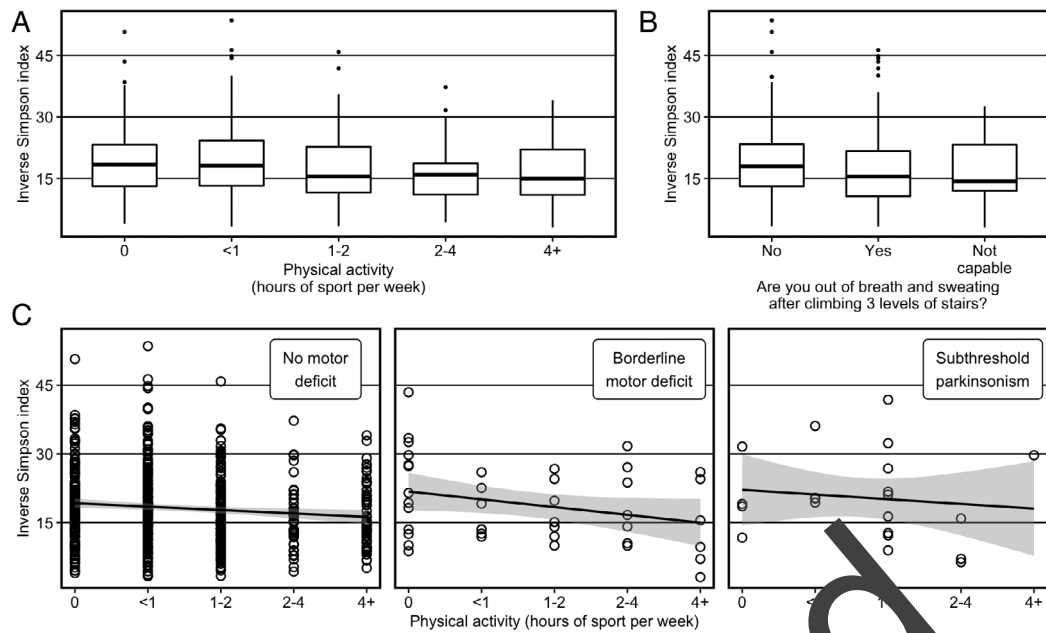 A
Inverse Simpson index
45
30
15
0
<1
1-2
2-4
4+
Physical activity
(hours of sport per week)
B
Inverse Simpson index
45
30
15
No
Yes
Not
capable
Are you out of breath and sweating
after climbing 3 levels of stairs?
C
Inverse Simpson index
45
30
15
No motor
deficit
0
<1
1-2
2-4
4+
Borderline
motor deficit
0
<1
1-2
2-4
4+
Subthreshold
parkinsonism
0
2-4
4+
Physical activity (hours of sport per week)